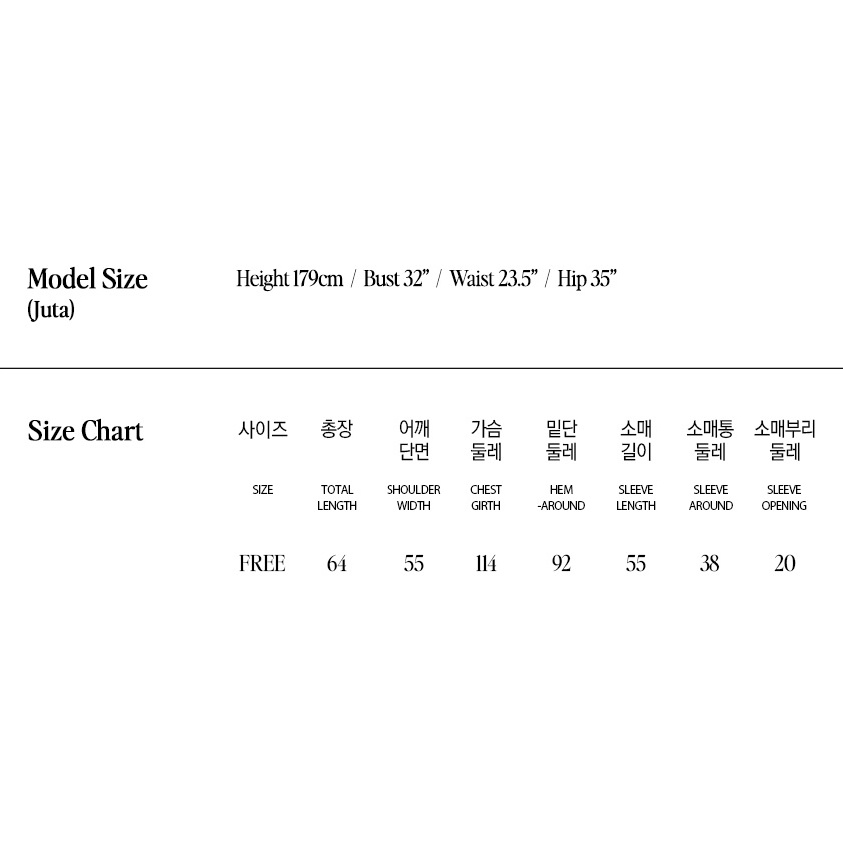 Model Size
(Juta)
Height 179cm / Bust 32” / Waist 23.5” / Hip 35”
Size Chart
사이즈 총장 어깨 가슴 밑단 소매 소매통 소매부리
단면 둘레 둘레 길이 둘레 둘레
SIZE TOTAL SHOULDER CHEST HEM SLEEVE SLEEVE SLEEVE
LENGTH WIDTH GIRTH -AROUND LENGTH AROUND OPENING
FREE 64 55 114 92 55 38 20